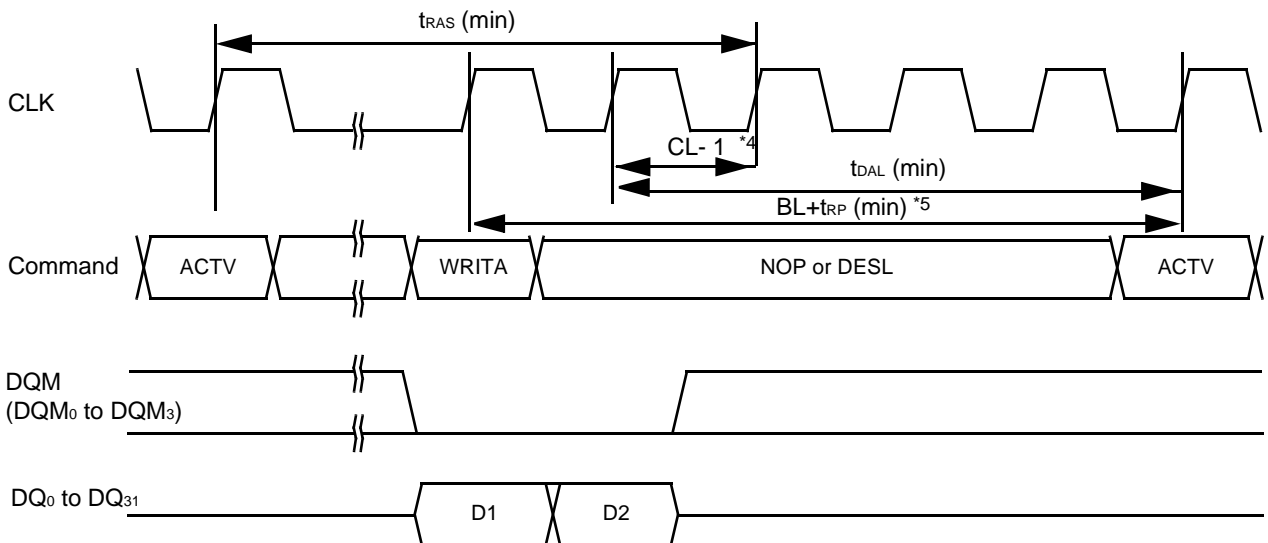 tRAS (min)
CLK
CL- 1 *4
tDAL (min)
BL+tRP (min) *5
Command ACTV WRITA NOP or DESL ACTV
DQM
(DQM0 to DQM3)
DQ0 to DQ31
D1 D2